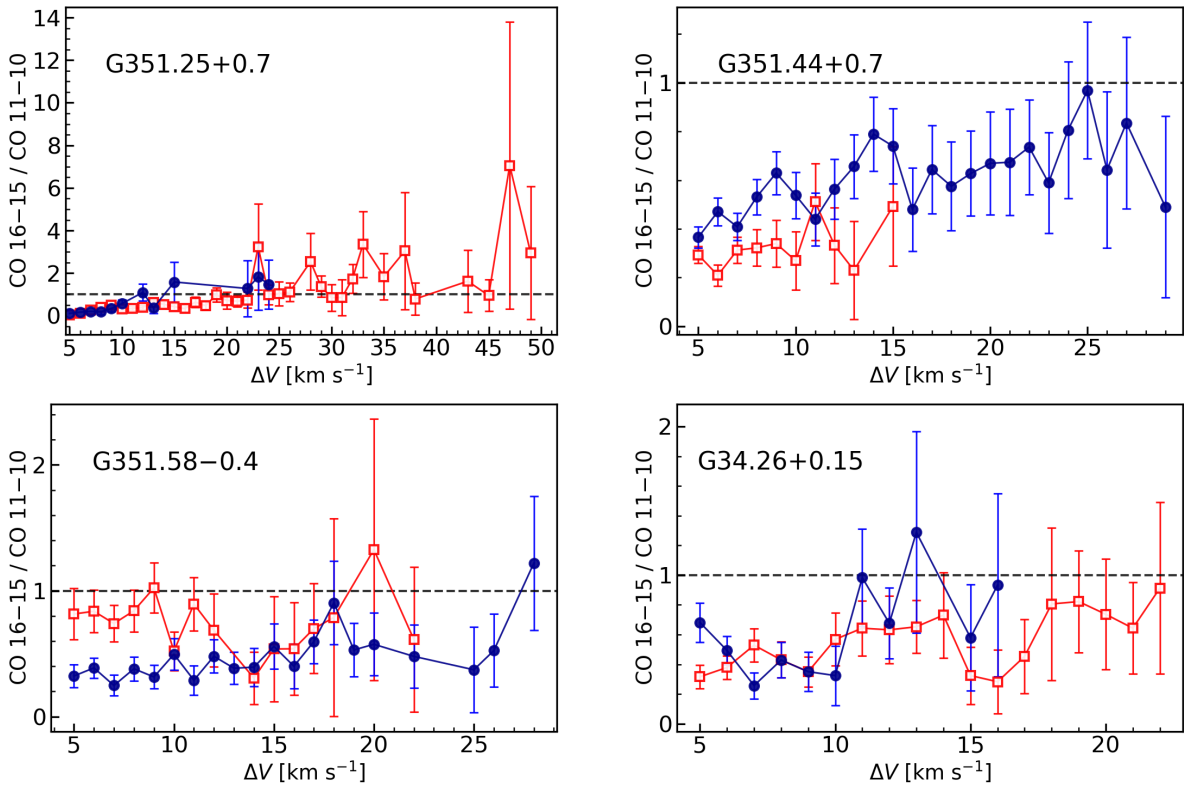 G351.25+0.7
CO 16−15 / CO 11−10
14
12
10
8
6
4
2
0
5 10 15 20 25 30 35 40 45 50
ΔV [km s⁻¹]
G351.44+0.7
CO 16−15 / CO 11−10
1
0
5 10 15 20 25
ΔV [km s⁻¹]
G351.58−0.4
CO 16−15 / CO 11−10
2
1
0
5 10 15 20 25
ΔV [km s⁻¹]
G34.26+0.15
CO 16−15 / CO 11−10
2
1
0
5 10 15 20
ΔV [km s⁻¹]